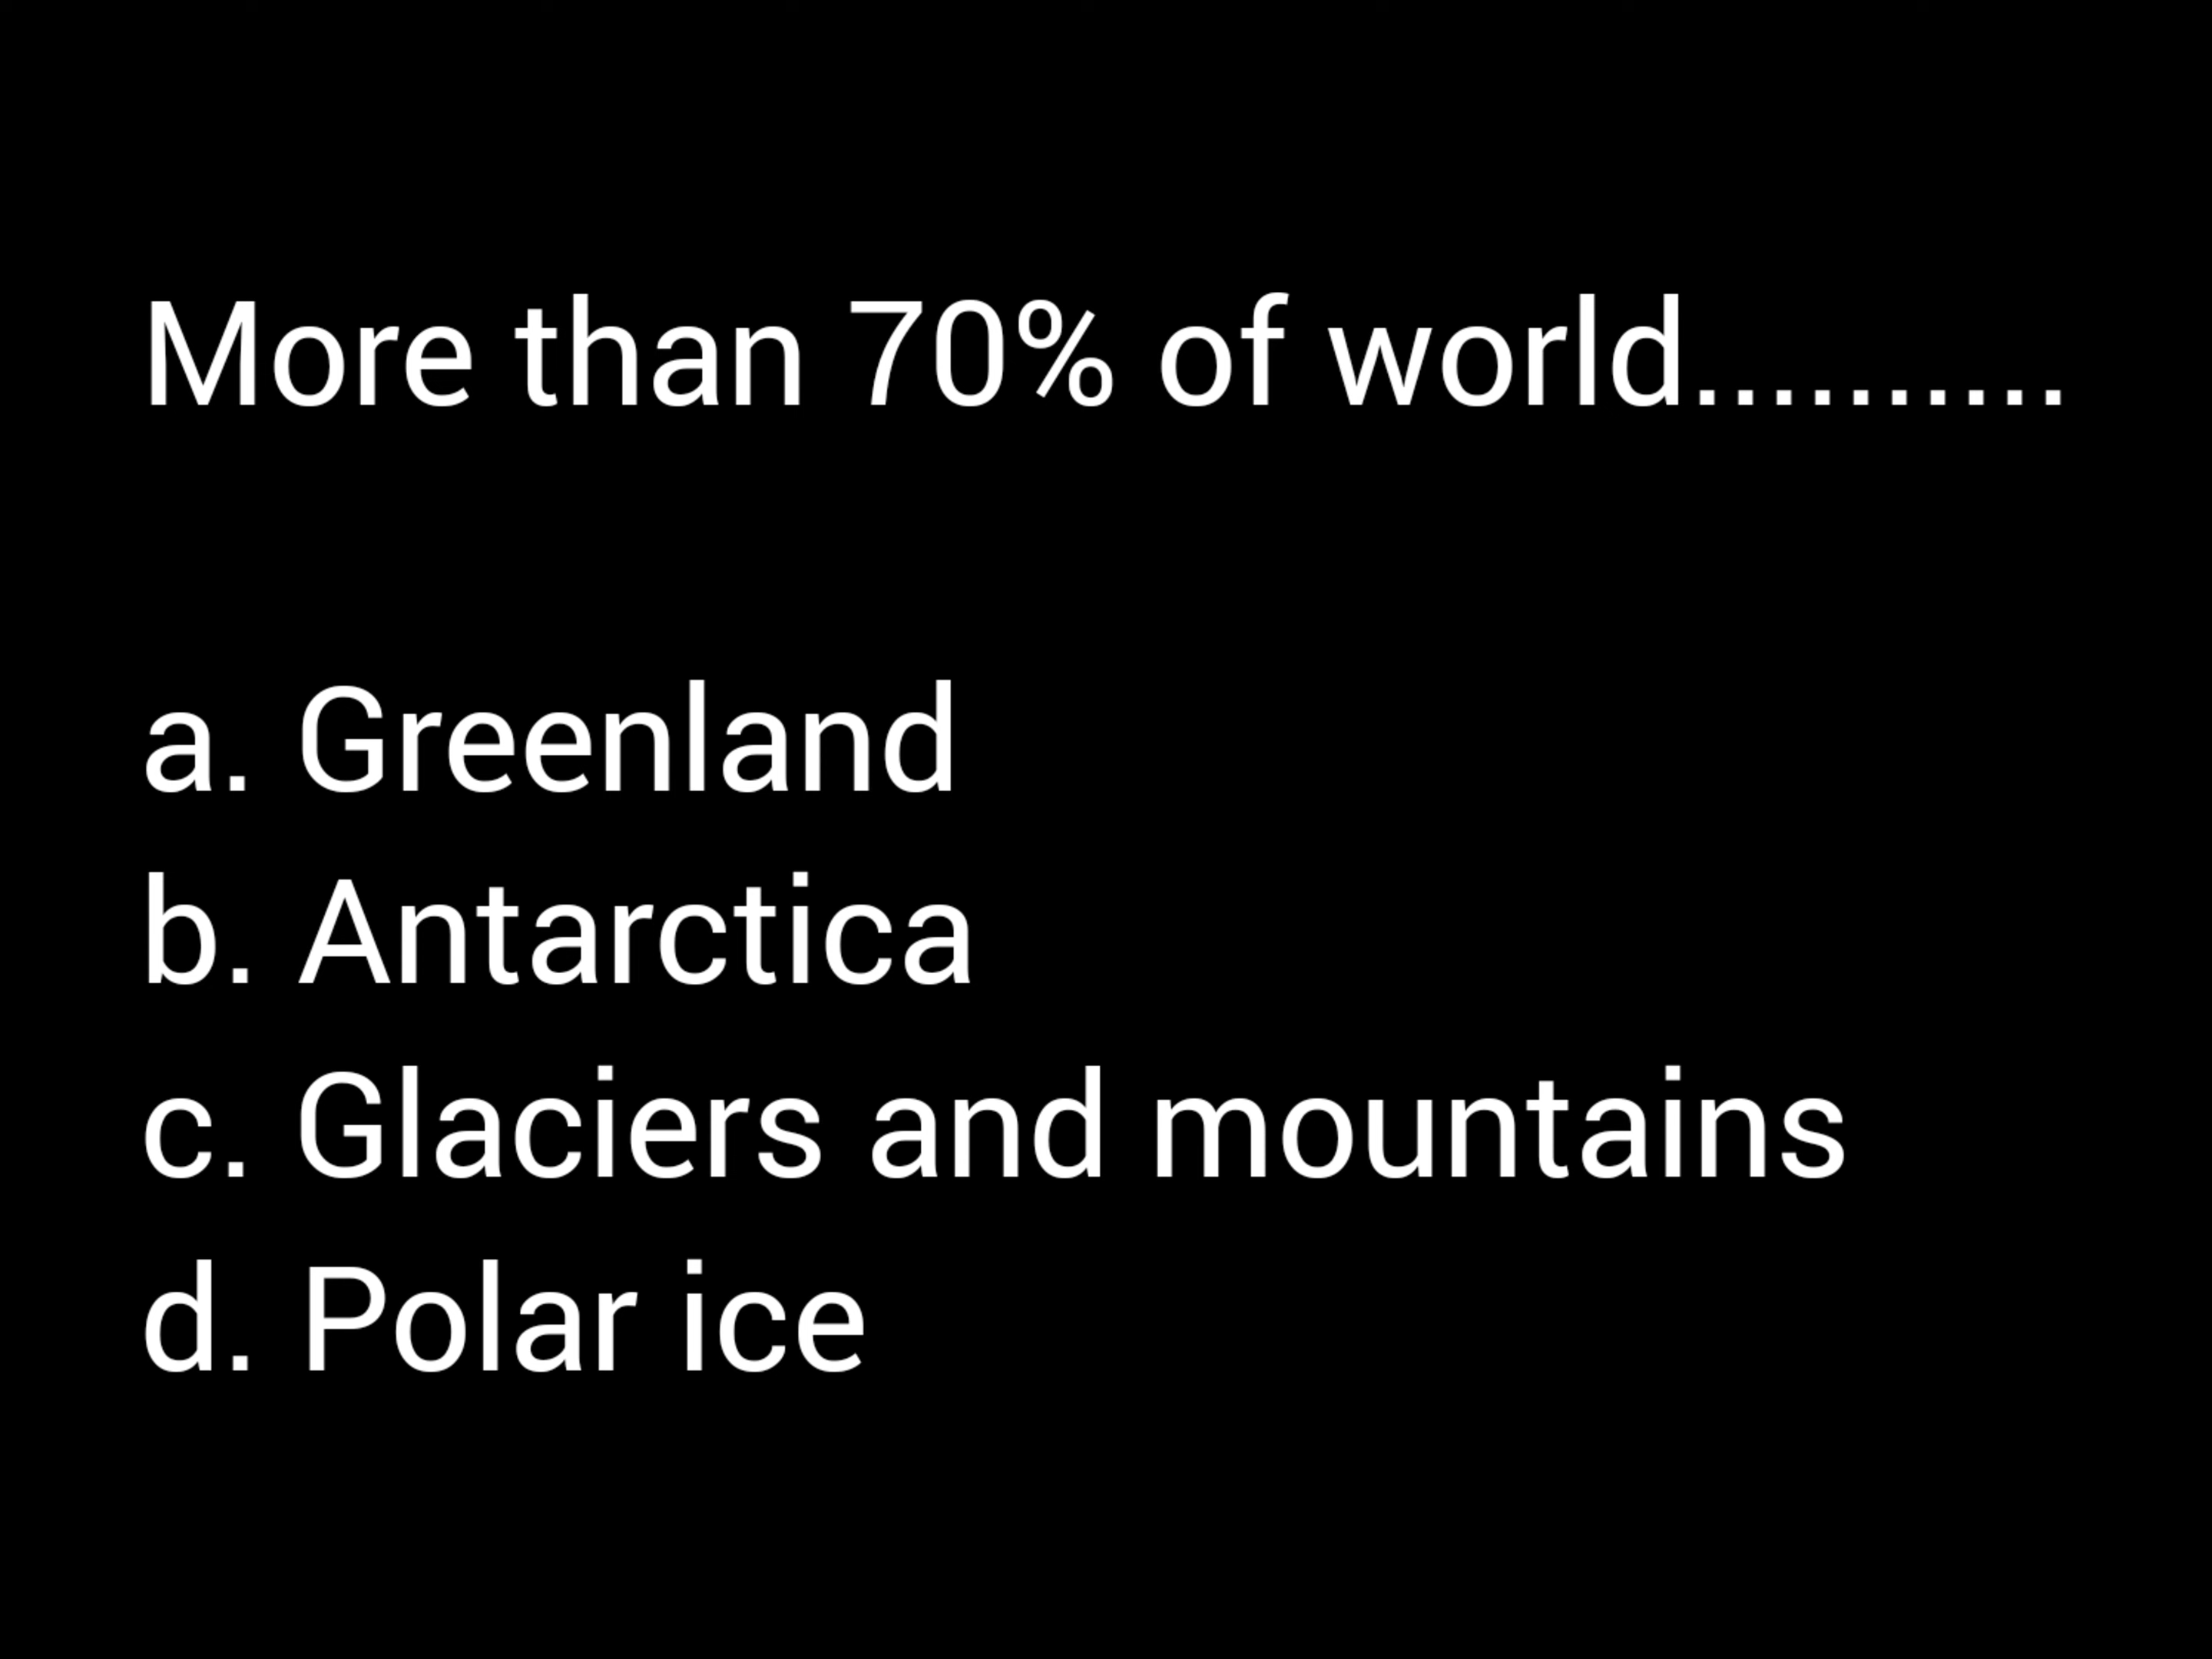 More than 70% of world..........
a. Greenland
b. Antarctica
c. Glaciers and mountains
d. Polar ice